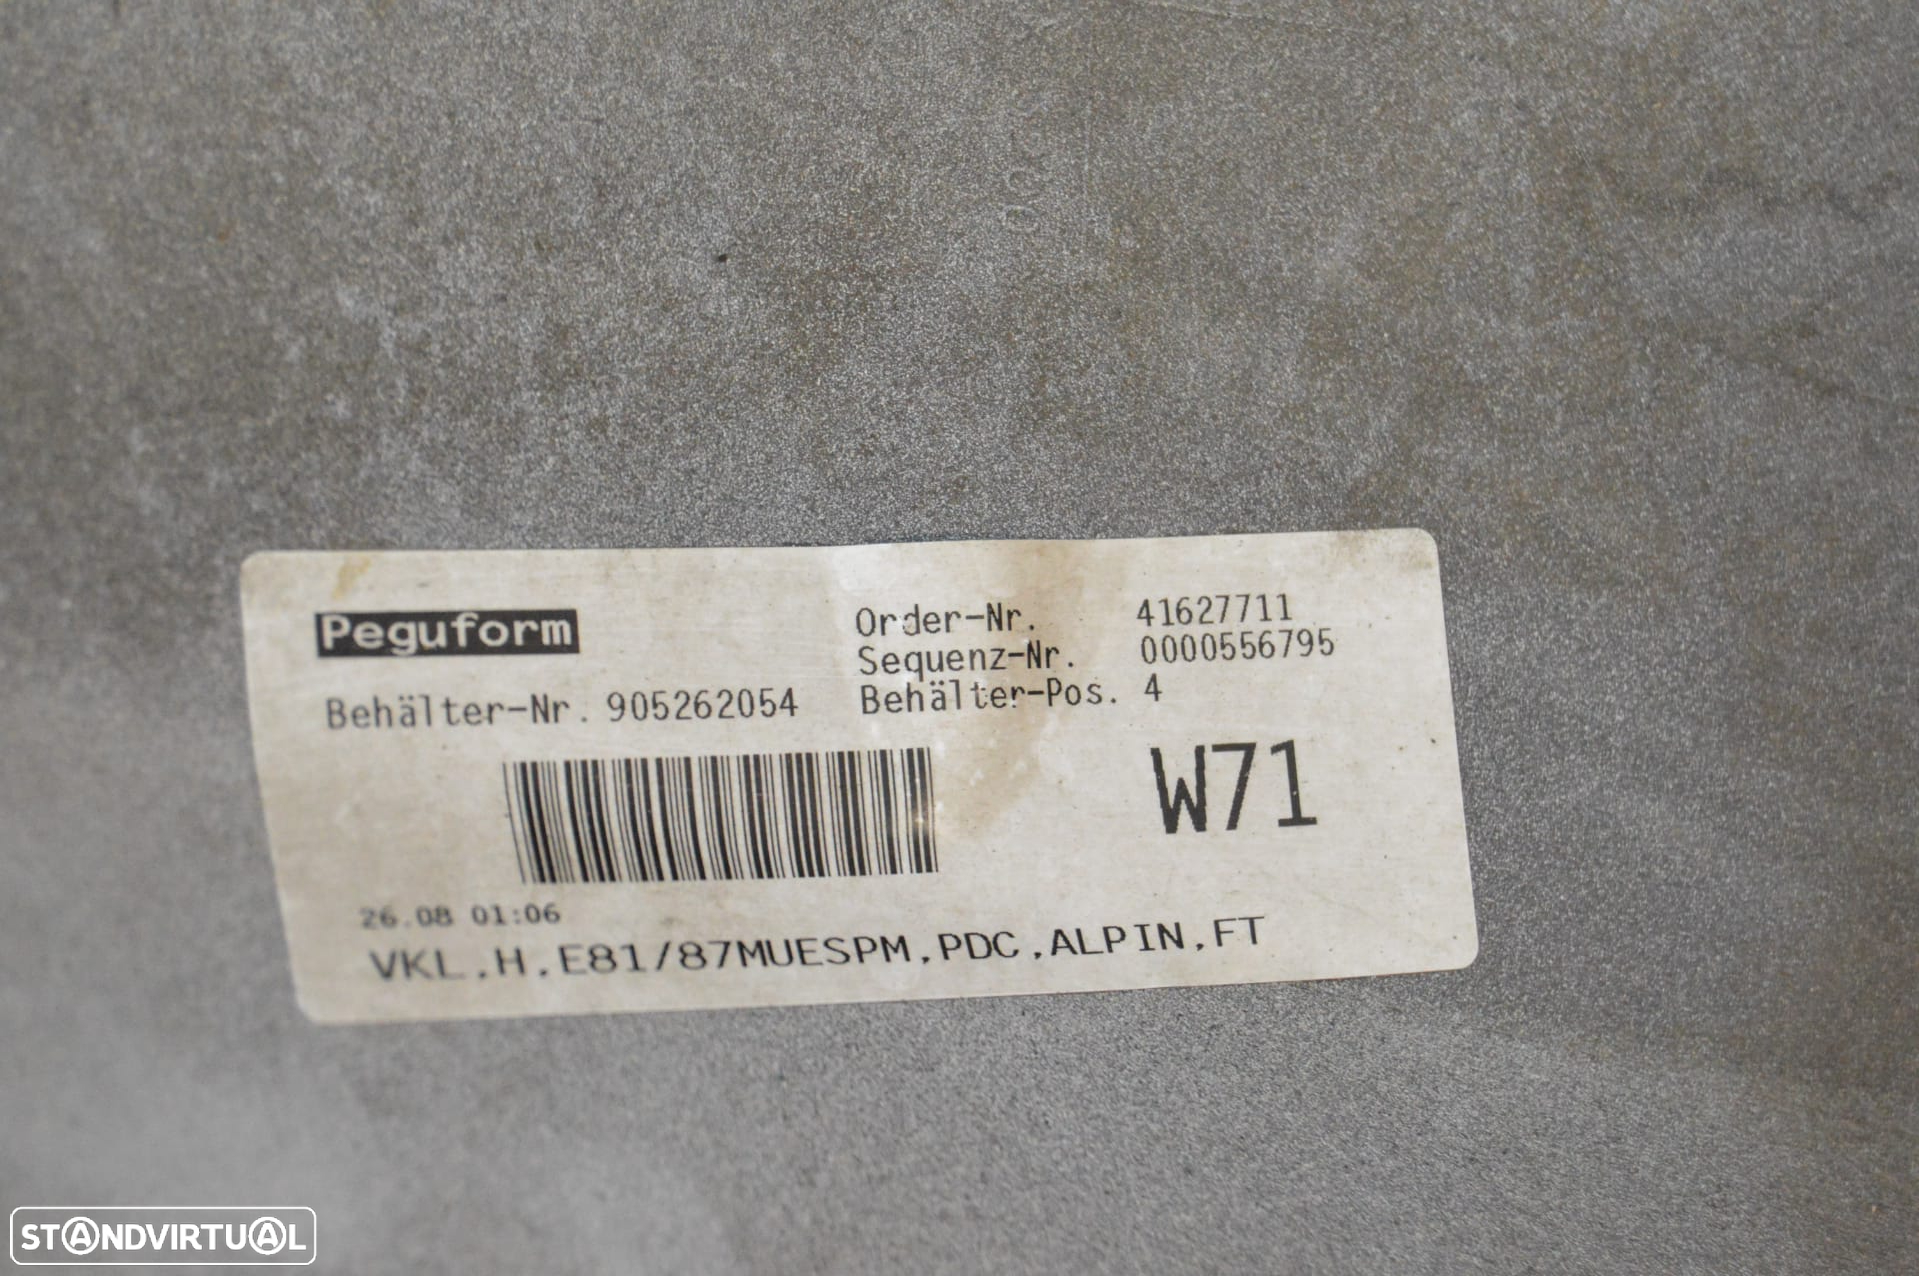 Peguform
Order-Nr. 41627711
Sequenz-Nr. 0000556795
Behälter-Nr. 905262054 Behälter-Pos. 4
W71
26.08 01:06
VKL,H,E81/87MUESPM,PDC,ALPIN,FT
STANDVIRTUAL